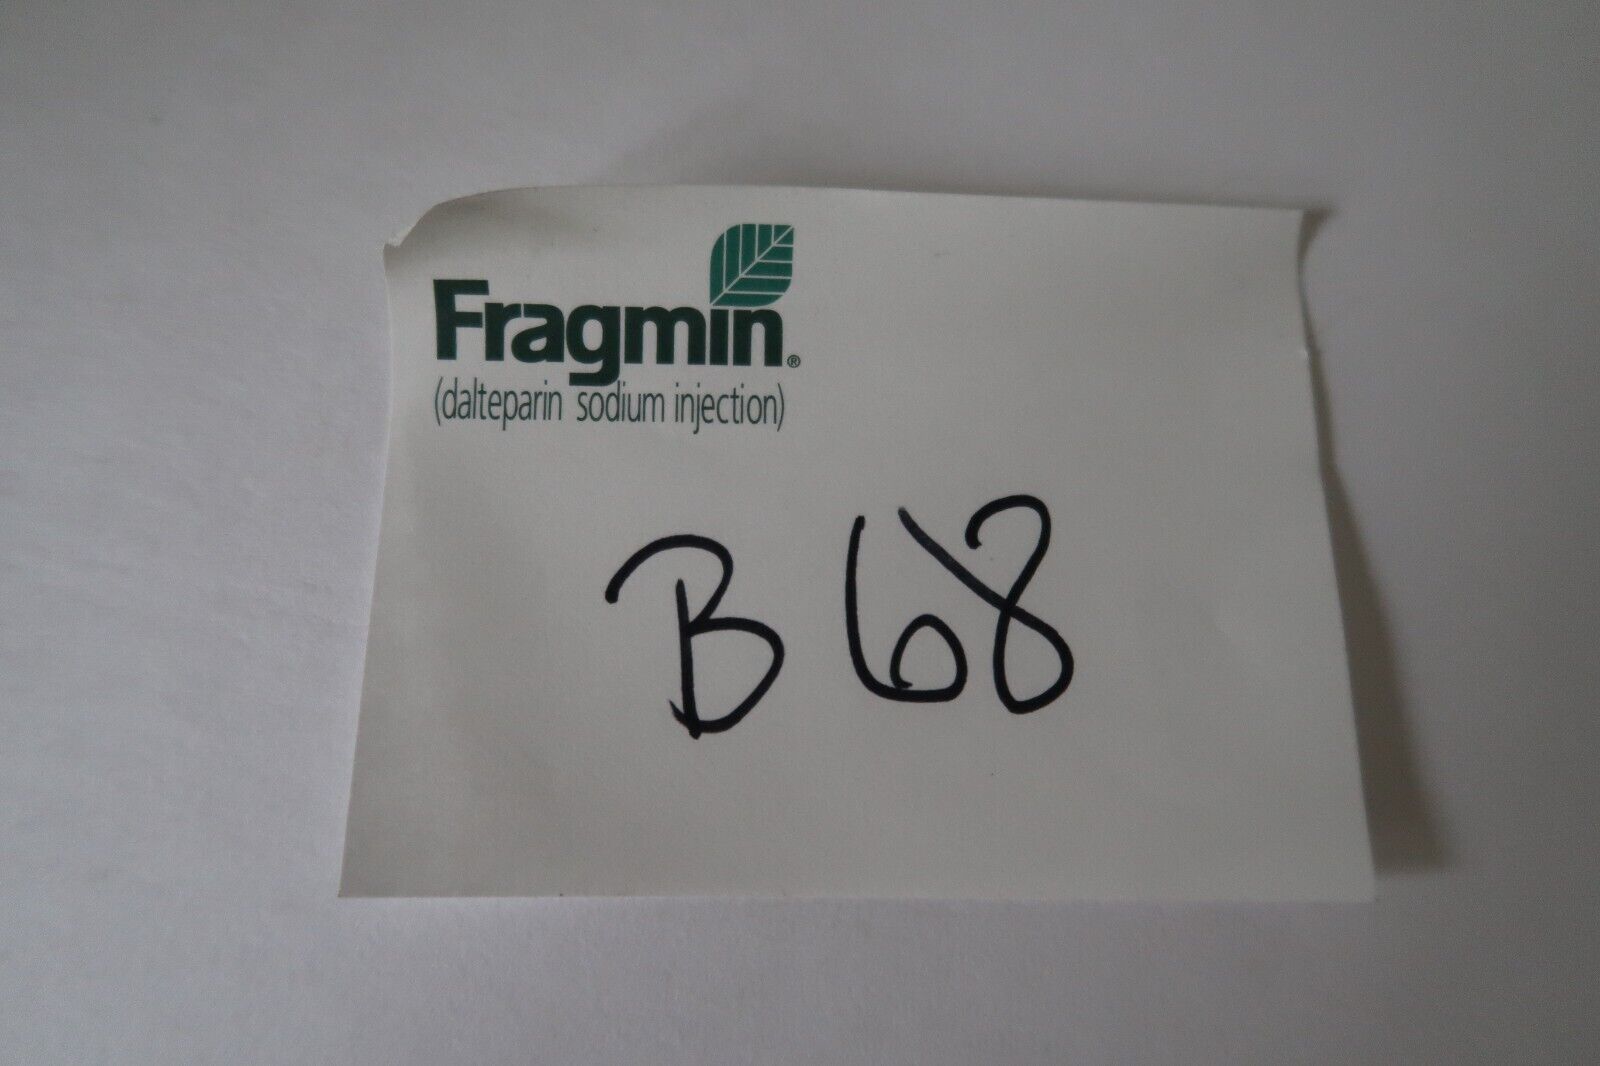 Fragmin®
(dalteparin sodium injection)
B 68